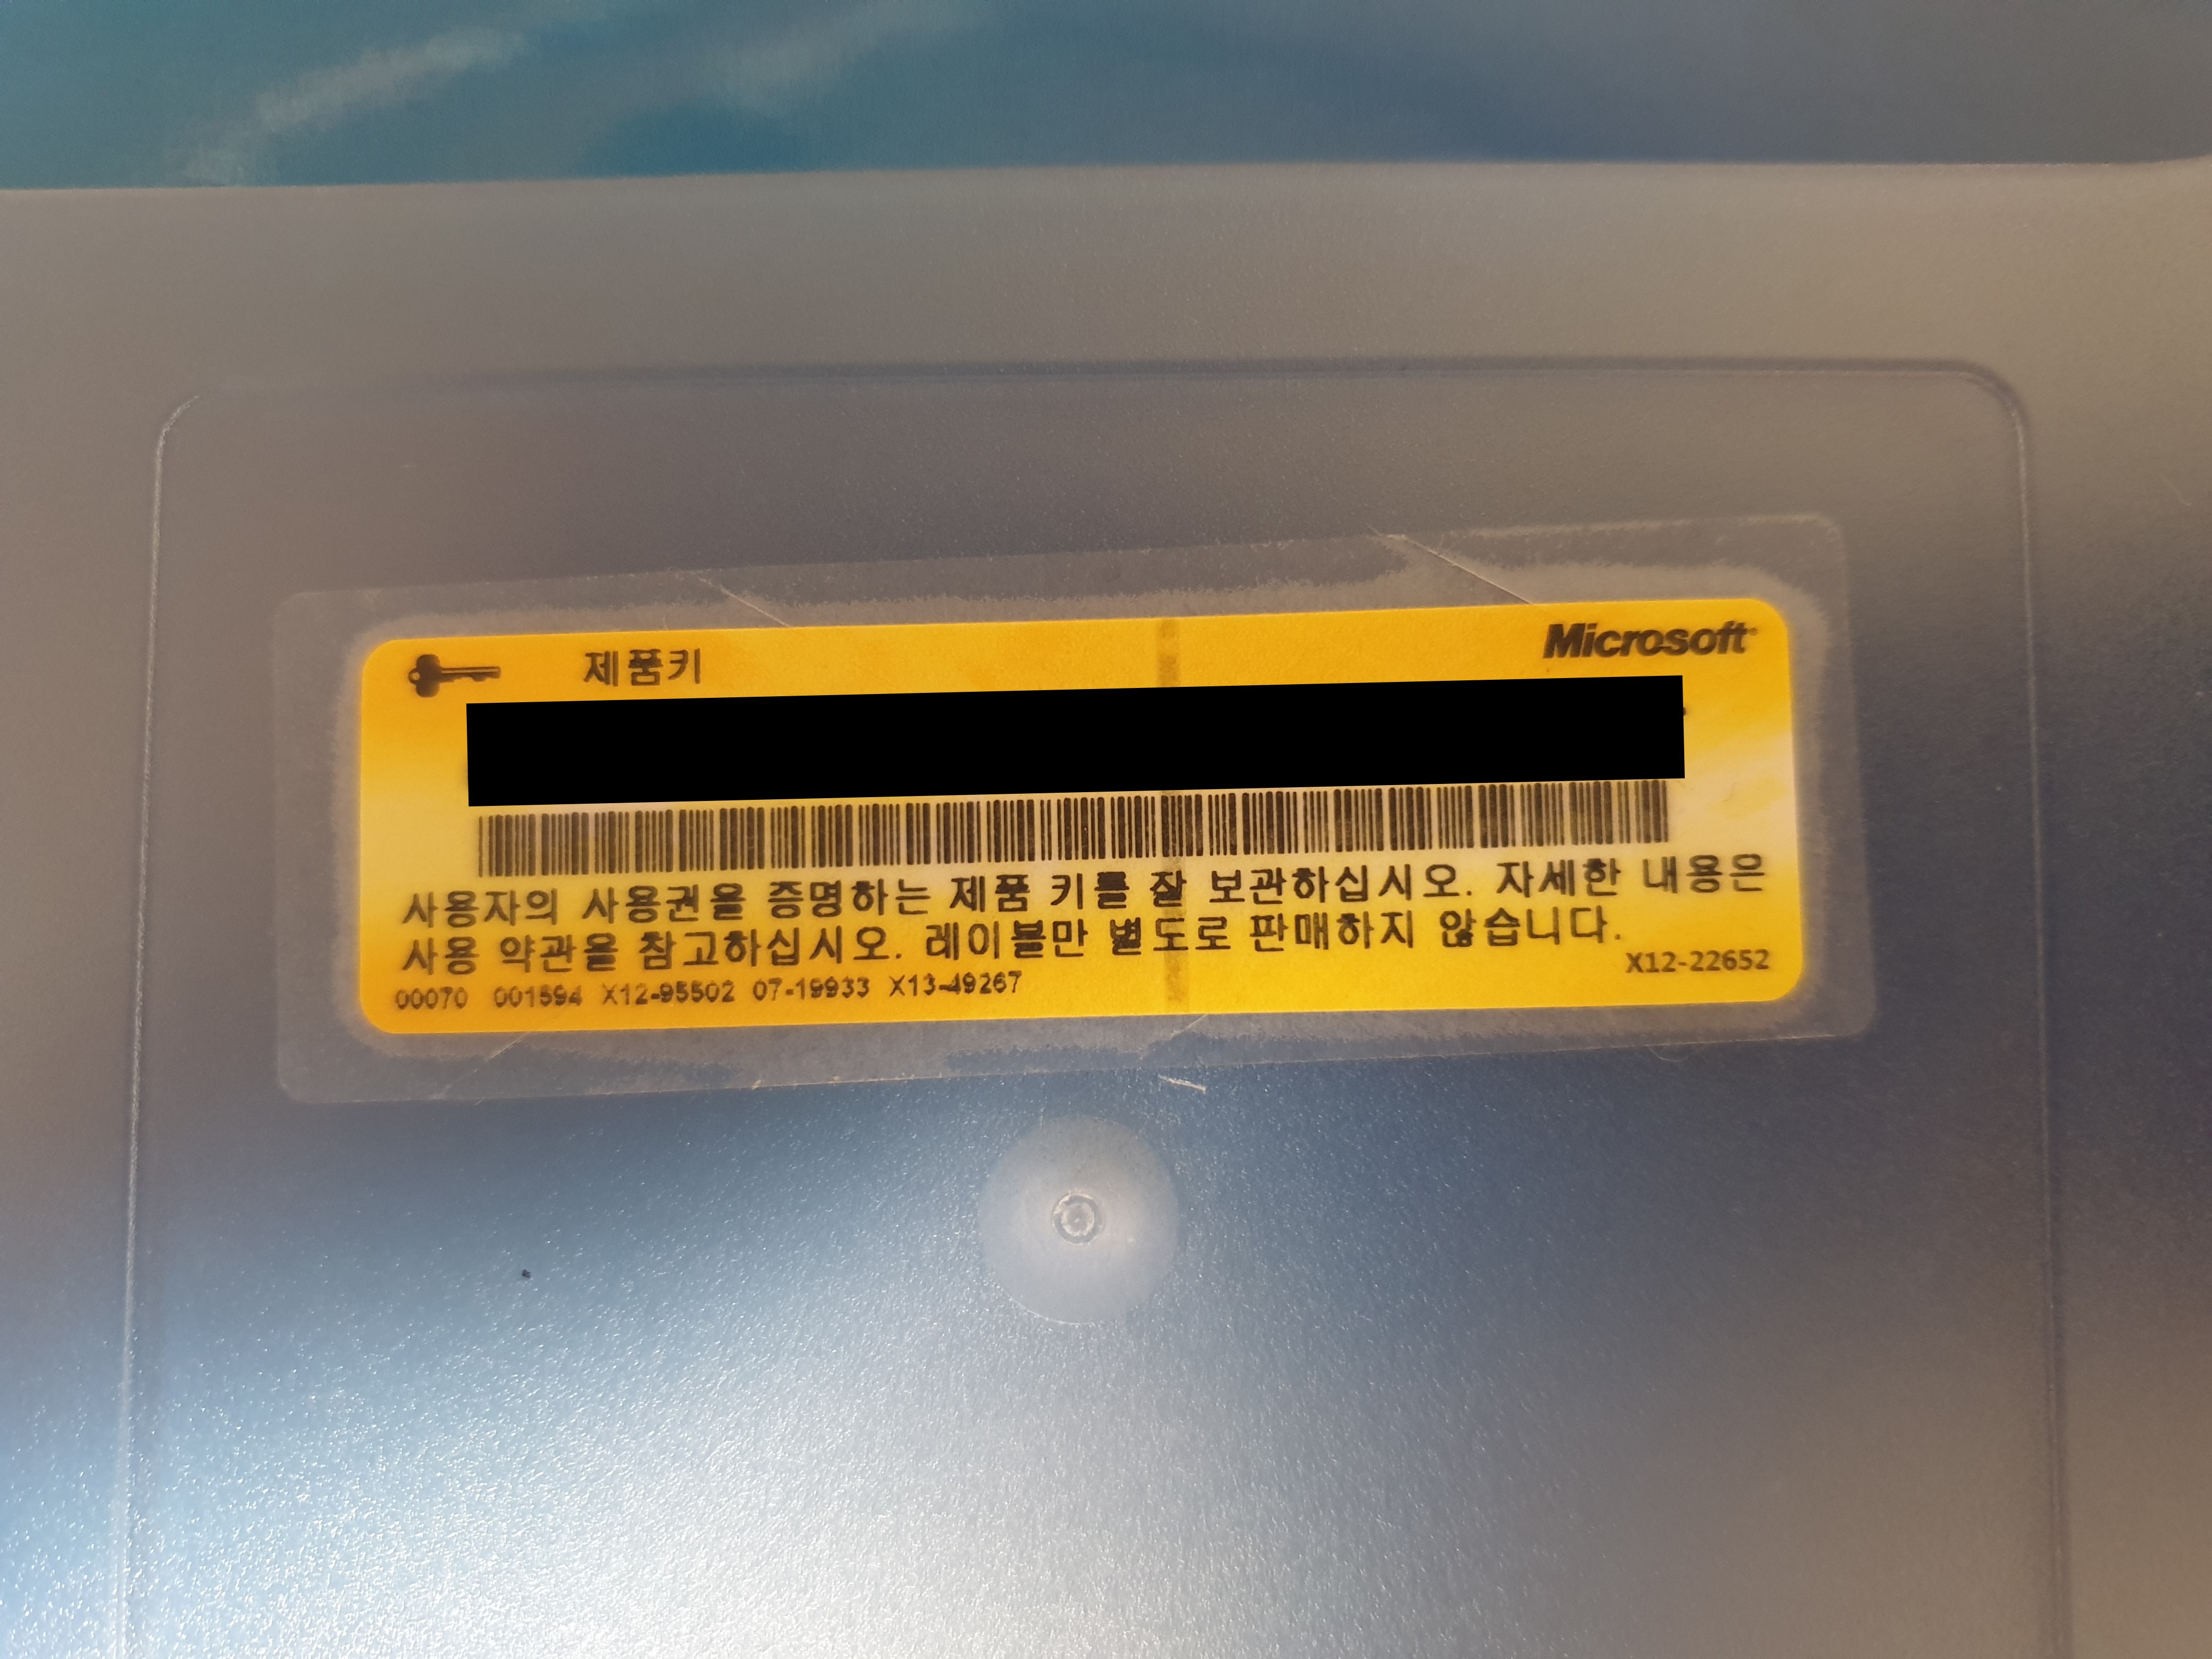 제품키 Microsoft
사용자의 사용권을 증명하는 제품 키를 잘 보관하십시오. 자세한 내용은
사용 약관을 참고하십시오. 레이블만 별도로 판매하지 않습니다.
X12-22652
00070 001594 X12-95502 07-19933 X13-49267